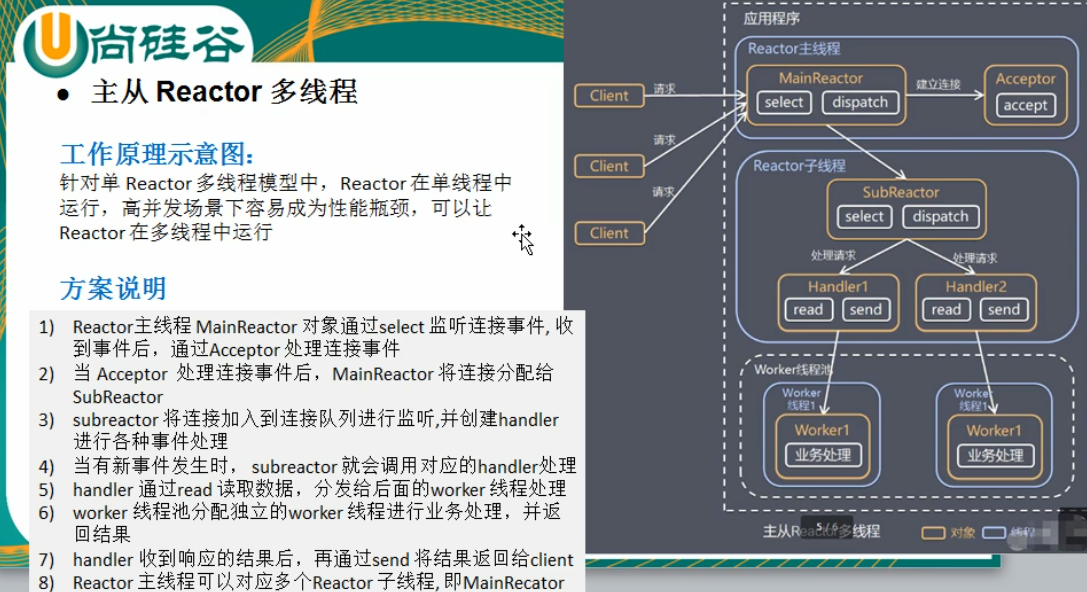 尚硅谷
● 主从 Reactor 多线程
工作原理示意图:
针对单 Reactor 多线程模型中，Reactor 在单线程中
运行，高并发场景下容易成为性能瓶颈，可以让
Reactor 在多线程中运行
方案说明
1) Reactor主线程 MainReactor 对象通过select 监听连接事件, 收
到事件后，通过Acceptor 处理连接事件
2) 当 Acceptor 处理连接事件后，MainReactor 将连接分配给
SubReactor
3) subreactor 将连接加入到连接队列进行监听,并创建handler
进行各种事件处理
4) 当有新事件发生时， subreactor 就会调用对应的handler处理
5) handler 通过read 读取数据，分发给后面的worker 线程处理
6) worker 线程池分配独立的worker 线程进行业务处理，并返
回结果
7) handler 收到响应的结果后，再通过send 将结果返回给client
8) Reactor 主线程可以对应多个Reactor 子线程, 即MainRecator
应用程序
Reactor主线程
MainReactor
select
dispatch
建立连接
Acceptor
accept
Client
请求
Client
请求
Client
请求
Reactor子线程
SubReactor
select
dispatch
处理请求
处理请求
Handler1
read
send
Handler2
read
send
Worker线程池
Worker
线程1
Worker1
业务处理
Worker
线程1
Worker1
业务处理
主从Reactor多线程
5/6
对象
线程